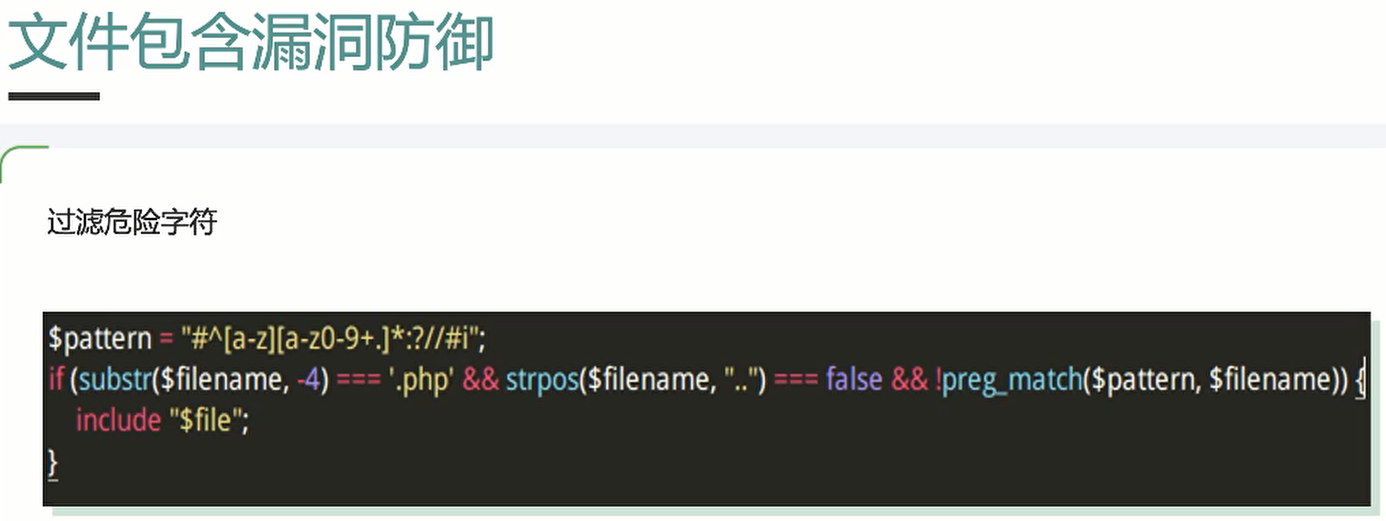 文件包含漏洞防御
过滤危险字符
$pattern = "#^[a-z][a-z0-9+.]*:?//#i";
if (substr($filename, -4) === '.php' && strpos($filename, "..") === false && !preg_match($pattern, $filename)) {
    include "$file";
}